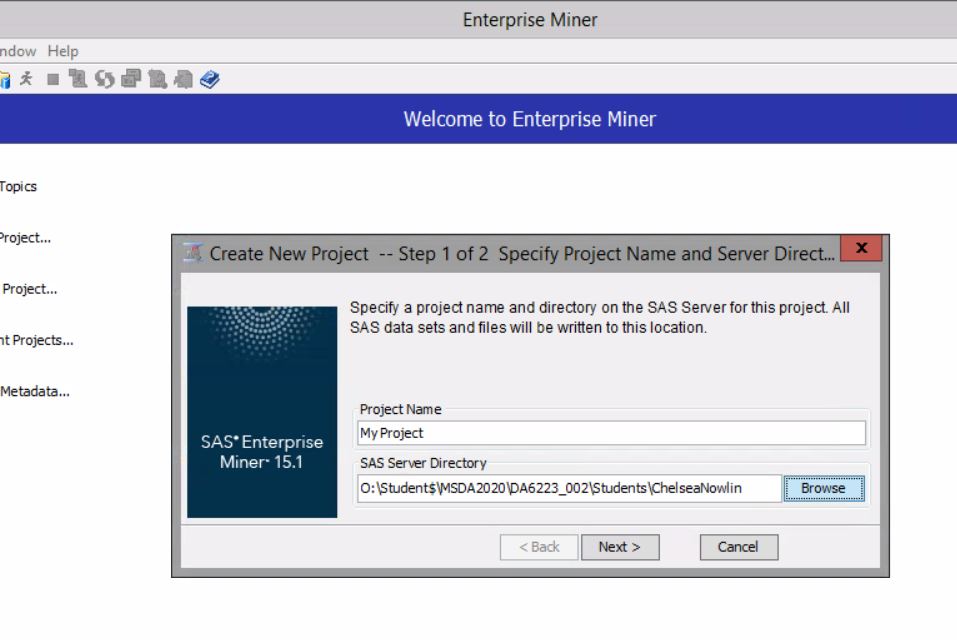 Enterprise Miner
ndow Help
Welcome to Enterprise Miner
Topics
Project...
Project...
nt Projects...
Metadata...
Create New Project -- Step 1 of 2 Specify Project Name and Server Direct...
x
Specify a project name and directory on the SAS Server for this project. All
SAS data sets and files will be written to this location.
SAS® Enterprise
Miner™ 15.1
Project Name
My Project
SAS Server Directory
O:\Student$\MSDA2020\DA6223_002\Students\ChelseaNowlin
Browse
< Back Next > Cancel